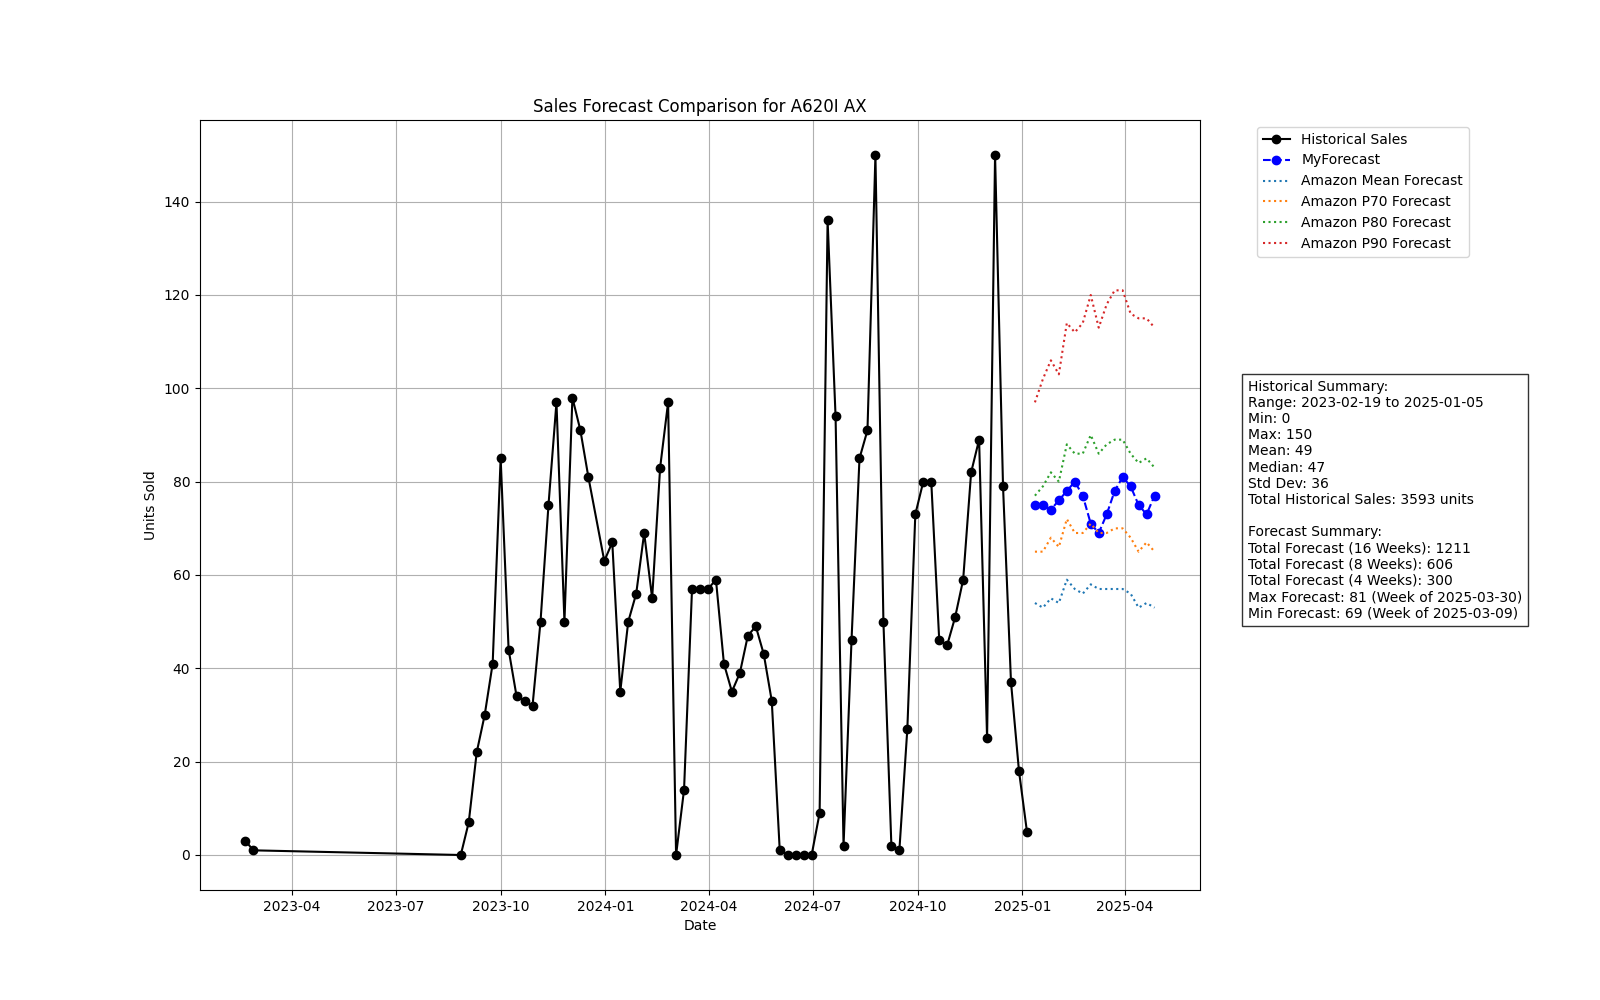 Sales Forecast Comparison for A620I AX
Historical Sales
MyForecast
Amazon Mean Forecast
Amazon P70 Forecast
Amazon P80 Forecast
Amazon P90 Forecast
Units Sold
140
120
100
80
60
40
20
0
2023-04
2023-07
2023-10
2024-01
2024-04
2024-07
2024-10
2025-01
2025-04
Date
Historical Summary:
Range: 2023-02-19 to 2025-01-05
Min: 0
Max: 150
Mean: 49
Median: 47
Std Dev: 36
Total Historical Sales: 3593 units
Forecast Summary:
Total Forecast (16 Weeks): 1211
Total Forecast (8 Weeks): 606
Total Forecast (4 Weeks): 300
Max Forecast: 81 (Week of 2025-03-30)
Min Forecast: 69 (Week of 2025-03-09)